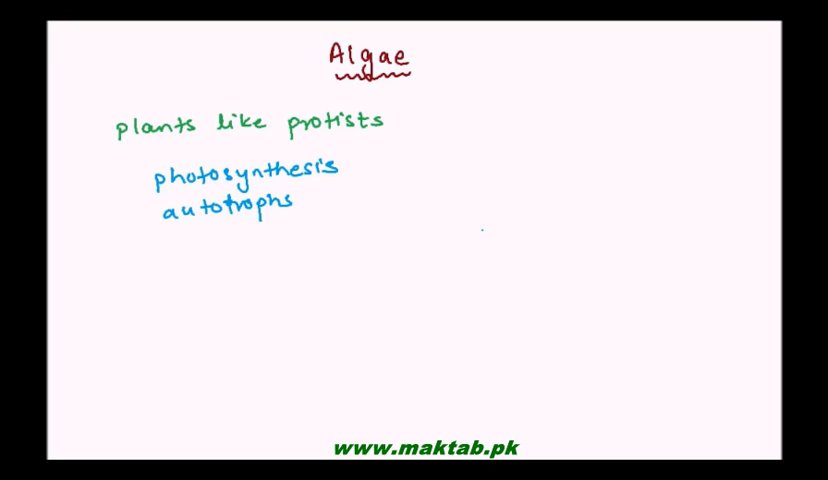 Algae
plants like protists
photosynthesis
autotrophs
www.maktab.pk